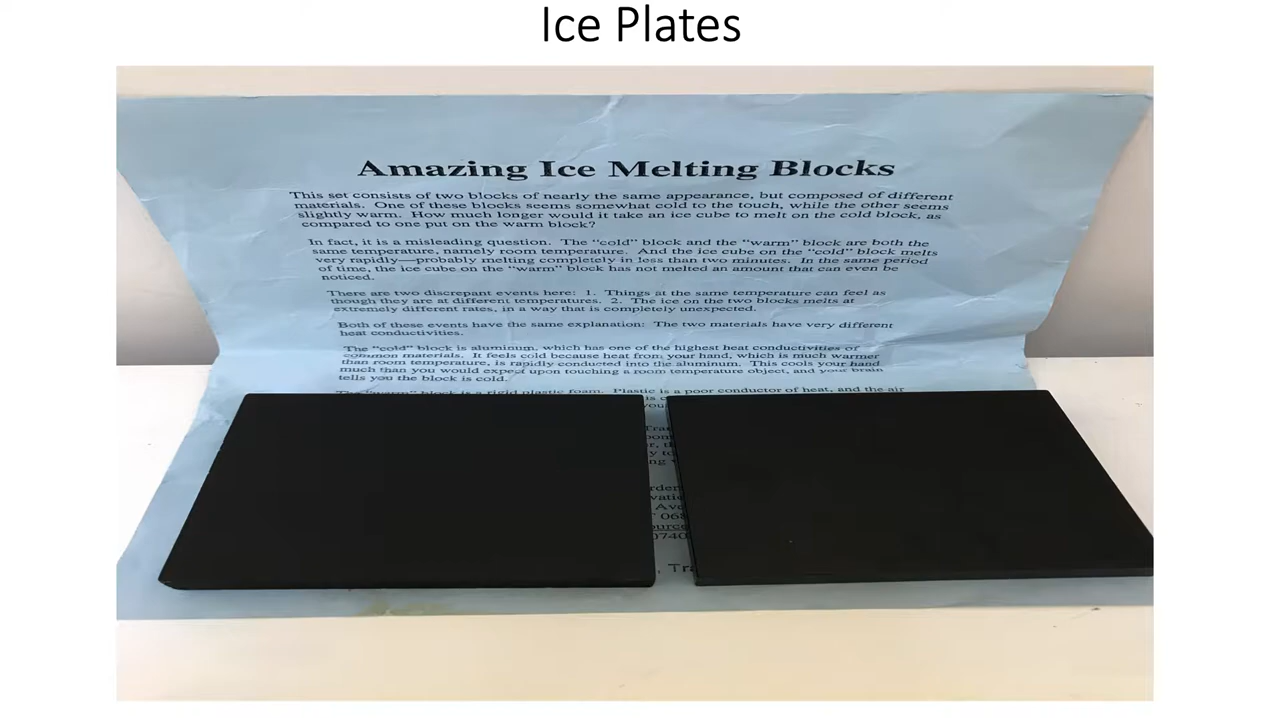 Ice Plates
Amazing Ice Melting Blocks
This set consists of two blocks of nearly the same appearance, but composed of different
materials. One of these blocks seems somewhat cold to the touch, while the other seems
slightly warm. How much longer would it take an ice cube to melt on the cold block, as
compared to one put on the warm block?
In fact, it is a misleading question. The "cold" block and the "warm" block are both the
same temperature, namely room temperature. And the ice cube on the "cold" block melts
very rapidly—probably melting completely in less than two minutes. In the same period
of time, the ice cube on the "warm" block has not melted an amount that can even be
noticed.
There are two discrepant events here: 1. Things at the same temperature can feel as
though they are at different temperatures. 2. The ice on the two blocks melts at
extremely different rates, in a way that is completely unexpected.
Both of these events have the same explanation: The two materials have very different
heat conductivities.
The "cold" block is aluminum, which has one of the highest heat conductivities of
common materials. It feels cold because heat from your hand, which is much warmer
than room temperature, is rapidly conducted into the aluminum. This cools your hand
much than you would expect upon touching a room temperature object, and your brain
tells you the block is cold.
The "warm" block is a rigid plastic foam. Plastic is a poor conductor of heat, and the air